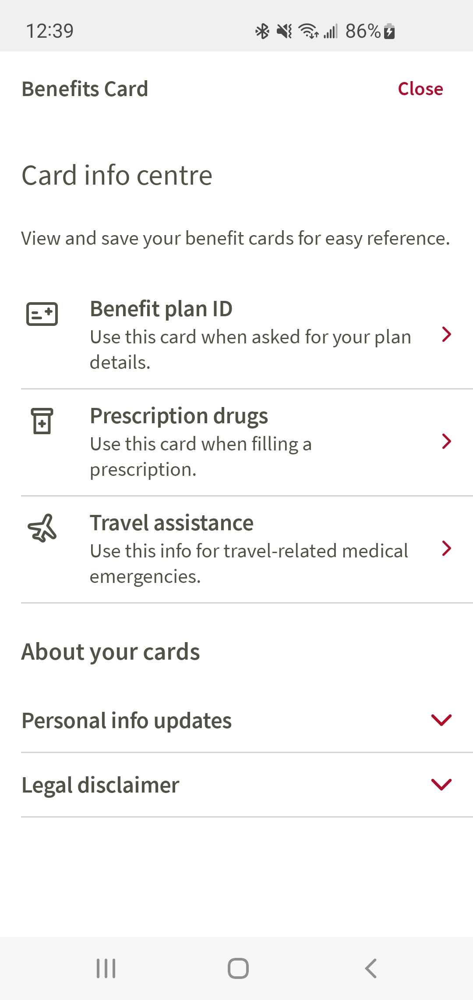 12:39
86%
Benefits Card
Close
Card info centre
View and save your benefit cards for easy reference.
Benefit plan ID
Use this card when asked for your plan
details.
Prescription drugs
Use this card when filling a
prescription.
Travel assistance
Use this info for travel-related medical
emergencies.
About your cards
Personal info updates
Legal disclaimer